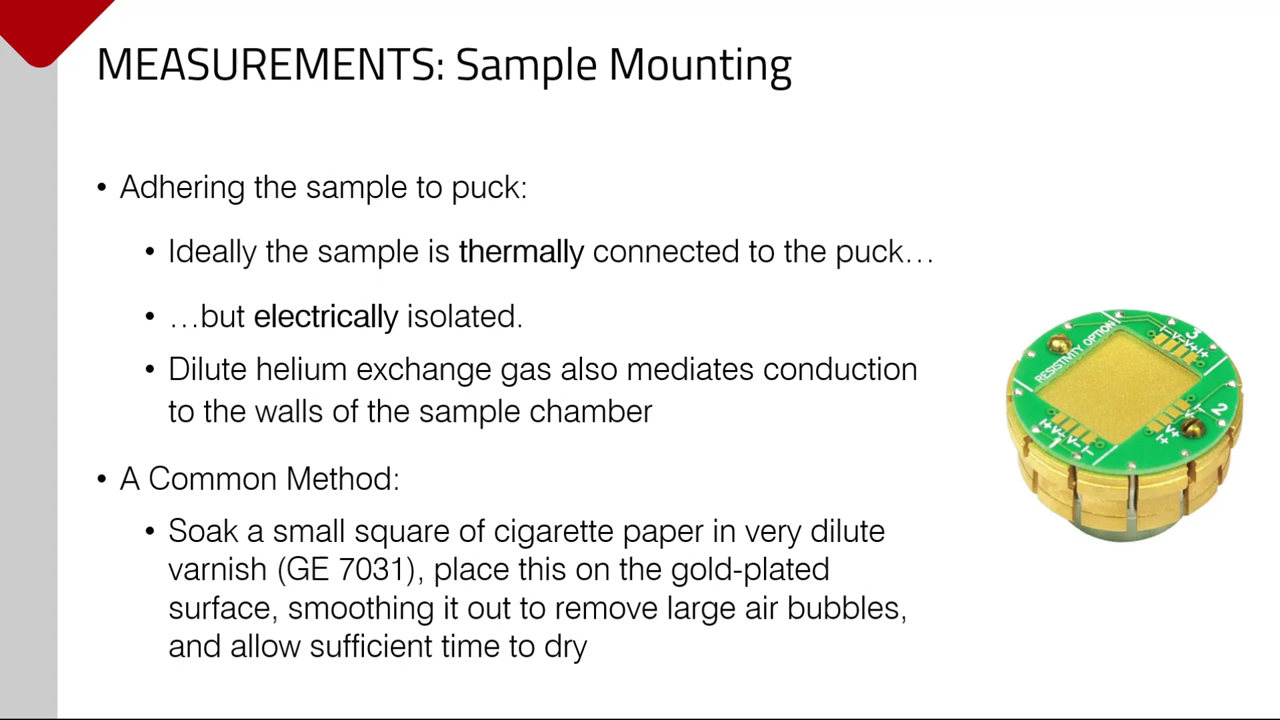 MEASUREMENTS: Sample Mounting
• Adhering the sample to puck:
• Ideally the sample is thermally connected to the puck…
• …but electrically isolated.
• Dilute helium exchange gas also mediates conduction
to the walls of the sample chamber
• A Common Method:
• Soak a small square of cigarette paper in very dilute
varnish (GE 7031), place this on the gold-plated
surface, smoothing it out to remove large air bubbles,
and allow sufficient time to dry
RESISTIVITY OPTION
3
2
1